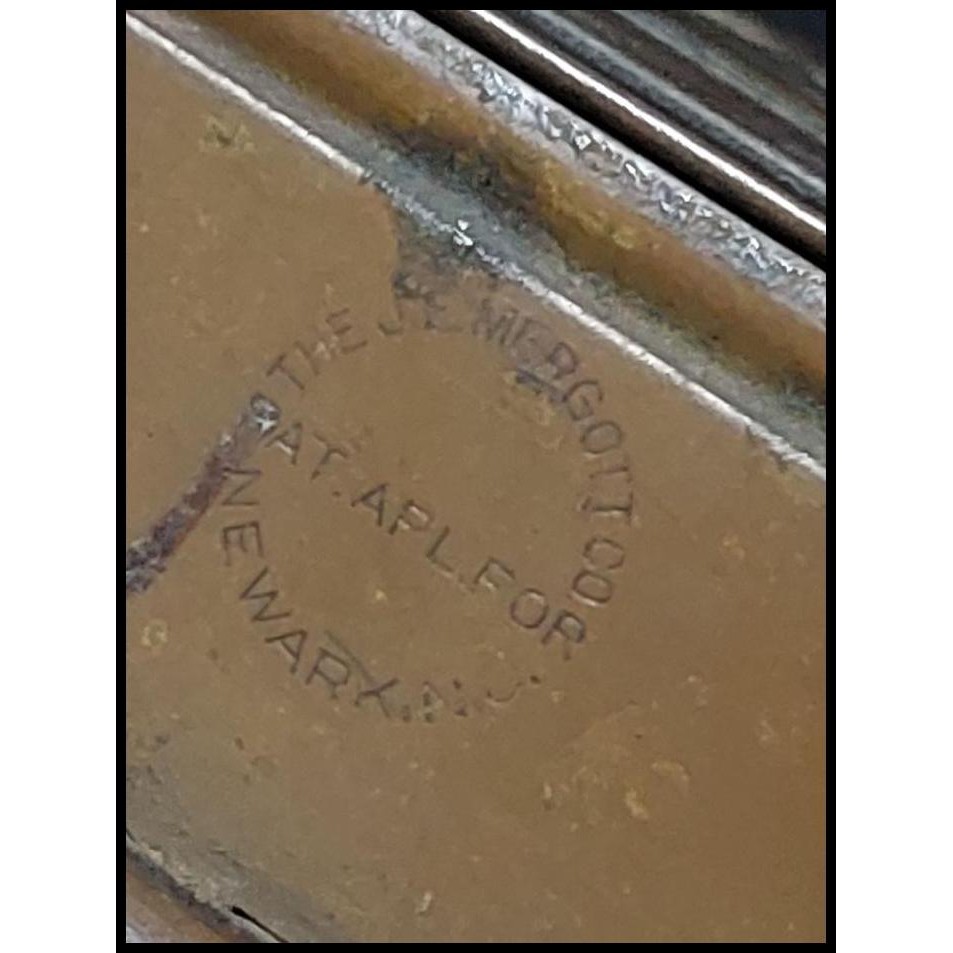 THE J.E. MERGOTT CO
PAT. APL. FOR
NEWARK, N.J.